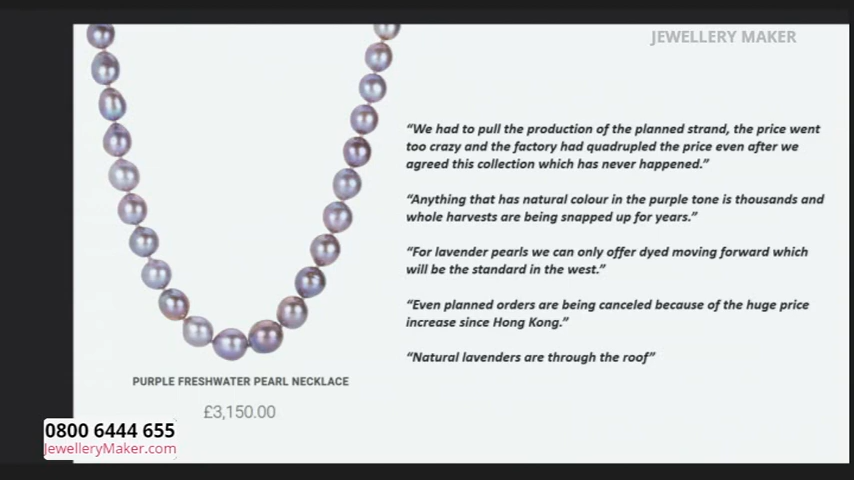 JEWELLERY MAKER
“We had to pull the production of the planned strand, the price went
too crazy and the factory had quadrupled the price even after we
agreed this collection which has never happened.”
“Anything that has natural colour in the purple tone is thousands and
whole harvests are being snapped up for years.”
“For lavender pearls we can only offer dyed moving forward which
will be the standard in the west.”
“Even planned orders are being canceled because of the huge price
increase since Hong Kong.”
“Natural lavenders are through the roof”
PURPLE FRESHWATER PEARL NECKLACE
£3,150.00
0800 6444 655
JewelleryMaker.com